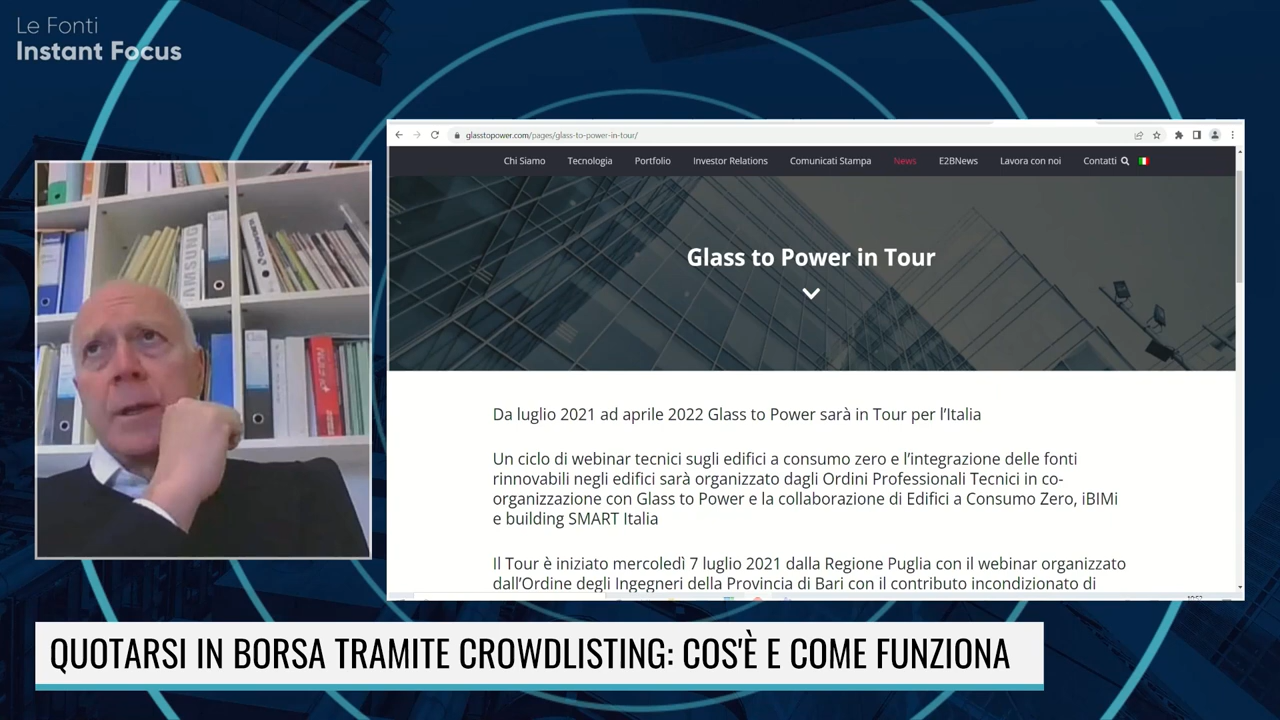 Le Fonti
Instant Focus
glasstopower.com/pages/glass-to-power-in-tour/
Chi Siamo Tecnologia Portfolio Investor Relations Comunicati Stampa News E2BNews Lavora con noi Contatti
SAMSUNG
Glass to Power in Tour
Da luglio 2021 ad aprile 2022 Glass to Power sarà in Tour per l'Italia
Un ciclo di webinar tecnici sugli edifici a consumo zero e l'integrazione delle fonti
rinnovabili negli edifici sarà organizzato dagli Ordini Professionali Tecnici in co-
organizzazione con Glass to Power e la collaborazione di Edifici a Consumo Zero, iBIMi
e building SMART Italia
Il Tour è iniziato mercoledì 7 luglio 2021 dalla Regione Puglia con il webinar organizzato
dall'Ordine degli Ingegneri della Provincia di Bari con il contributo incondizionato di
QUOTARSI IN BORSA TRAMITE CROWDLISTING: COS'È E COME FUNZIONA